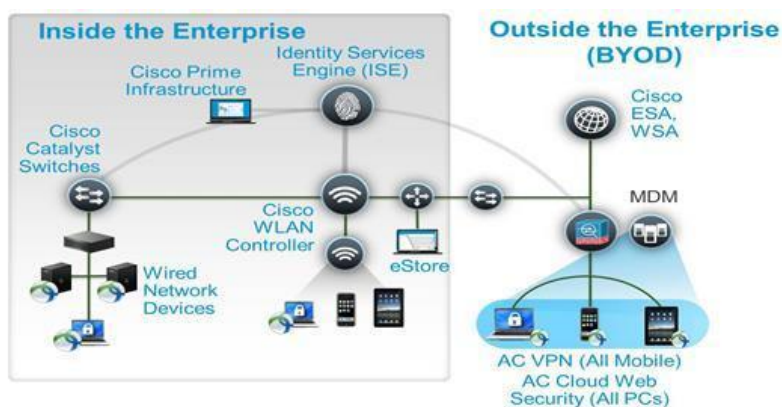 Inside the Enterprise
Identity Services
Engine (ISE)
Cisco Prime
Infrastructure
Cisco
Catalyst
Switches
Cisco
WLAN
Controller
eStore
Wired
Network
Devices
Outside the Enterprise
(BYOD)
Cisco
ESA,
WSA
MDM
AC VPN (All Mobile)
AC Cloud Web
Security (All PCs)